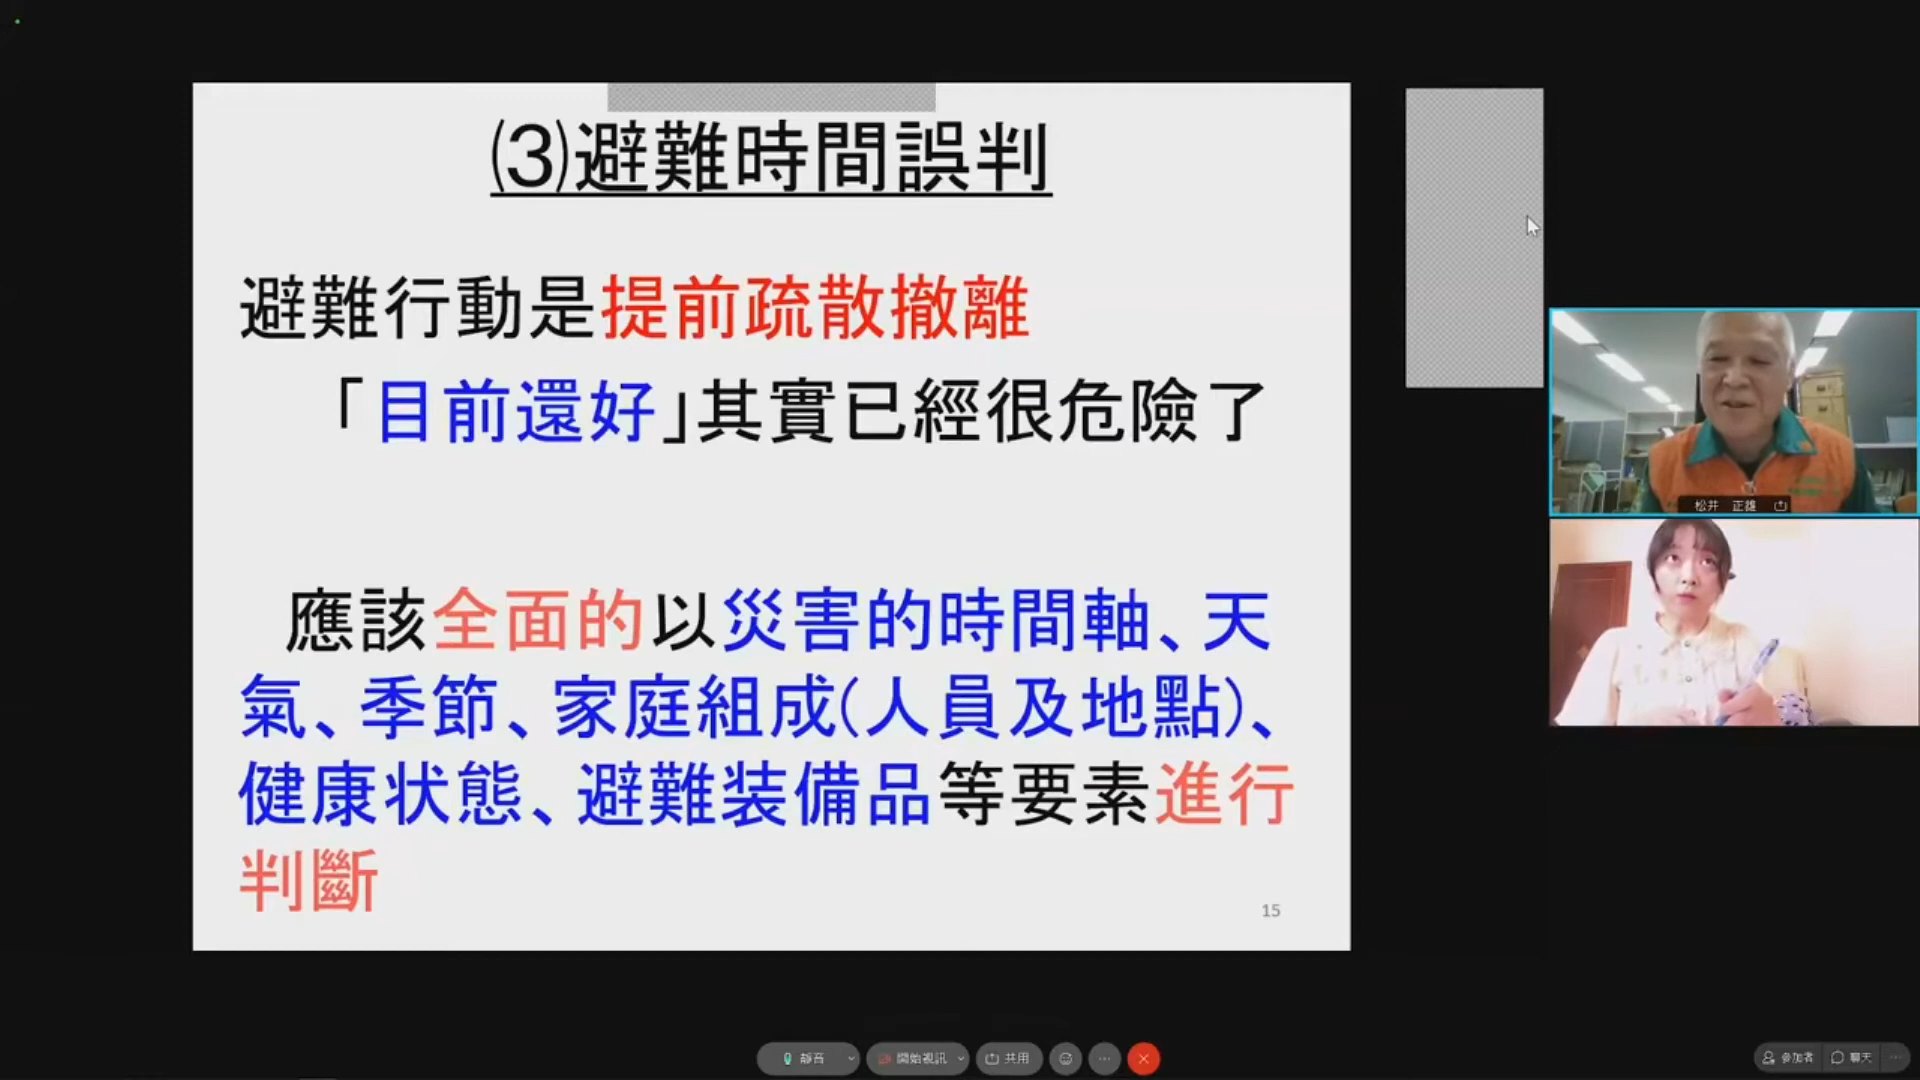 ⑶避難時間誤判
避難行動是提前疏散撤離
「目前還好」其實已經很危險了
應該全面的以災害的時間軸、天
氣、季節、家庭組成(人員及地點)、
健康状態、避難装備品等要素進行
判斷
15
松井 正雄
靜音
開始視訊
共用
參加者
聊天